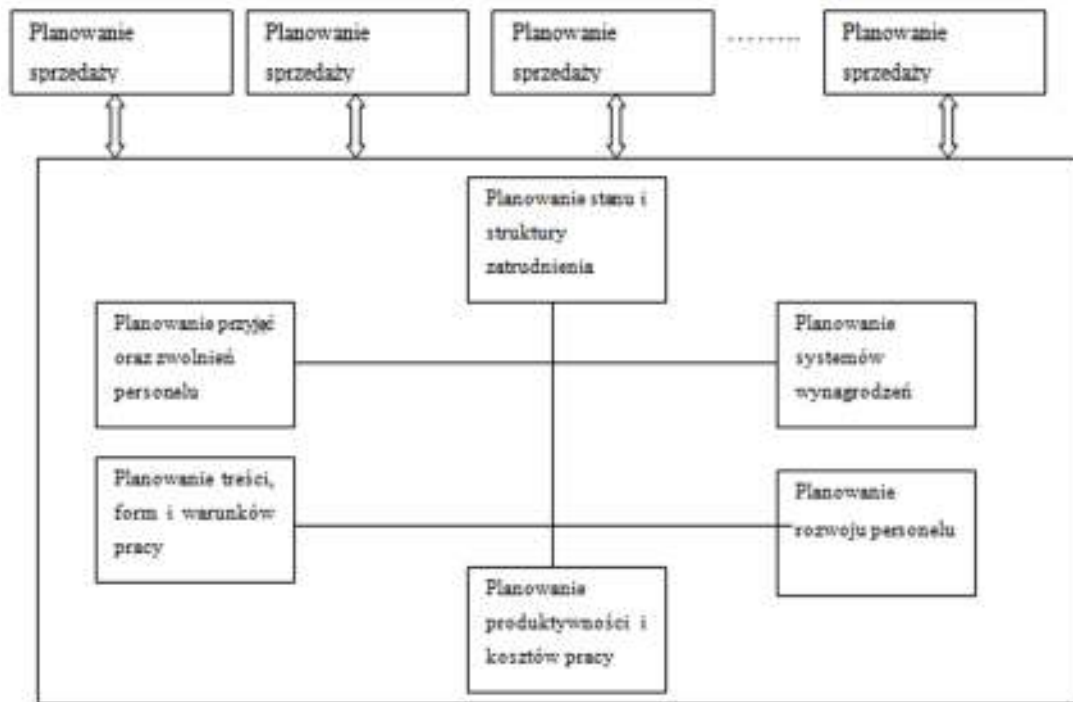 Planowanie
sprzedaży
Planowanie
sprzedaży
Planowanie
sprzedaży
.........
Planowanie
sprzedaży
Planowanie stanu i
struktury
zatrudnienia
Planowanie przyjęć
oraz zwolnień
personelu
Planowanie
systemów
wynagrodzeń
Planowanie treści,
form i warunków
pracy
Planowanie
rozwoju personelu
Planowanie
produktywności i
kosztów pracy